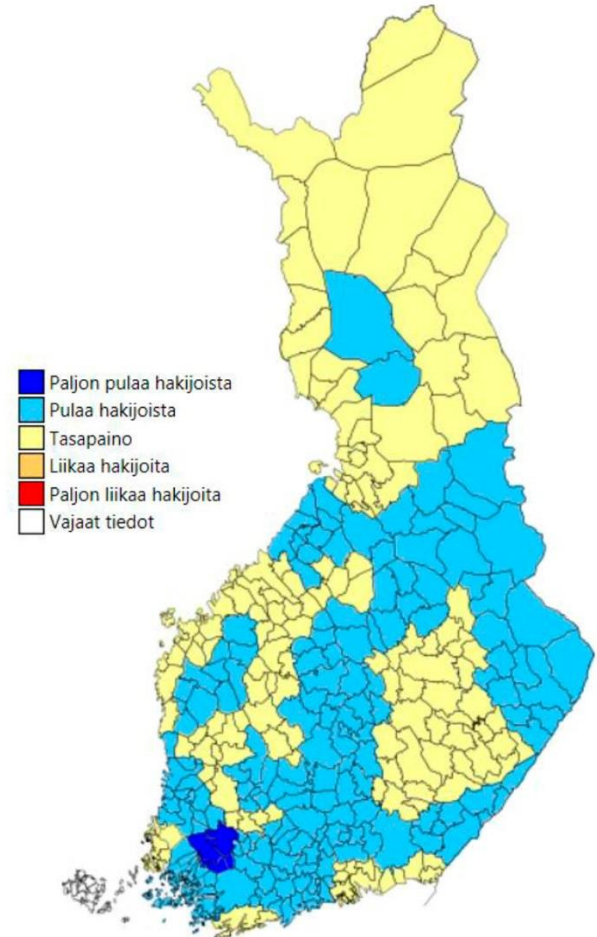 Paljon pulaa hakijoista
Pulaa hakijoista
Tasapaino
Liikaa hakijoita
Paljon liikaa hakijoita
Vajaat tiedot